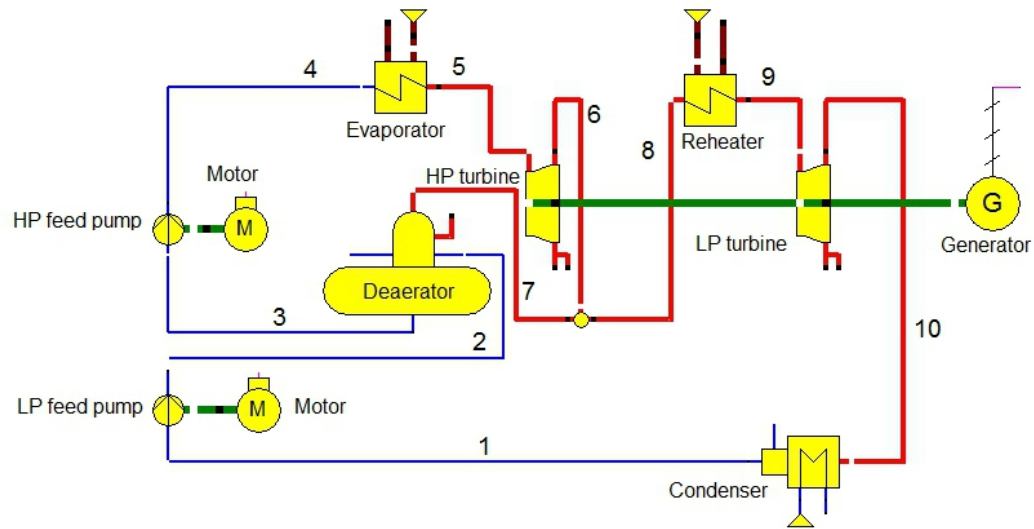 4
5
Evaporator
6
8
9
Reheater
Motor
HP turbine
HP feed pump
M
G
LP turbine
Generator
Deaerator
7
3
2
10
LP feed pump
M
Motor
1
Condenser